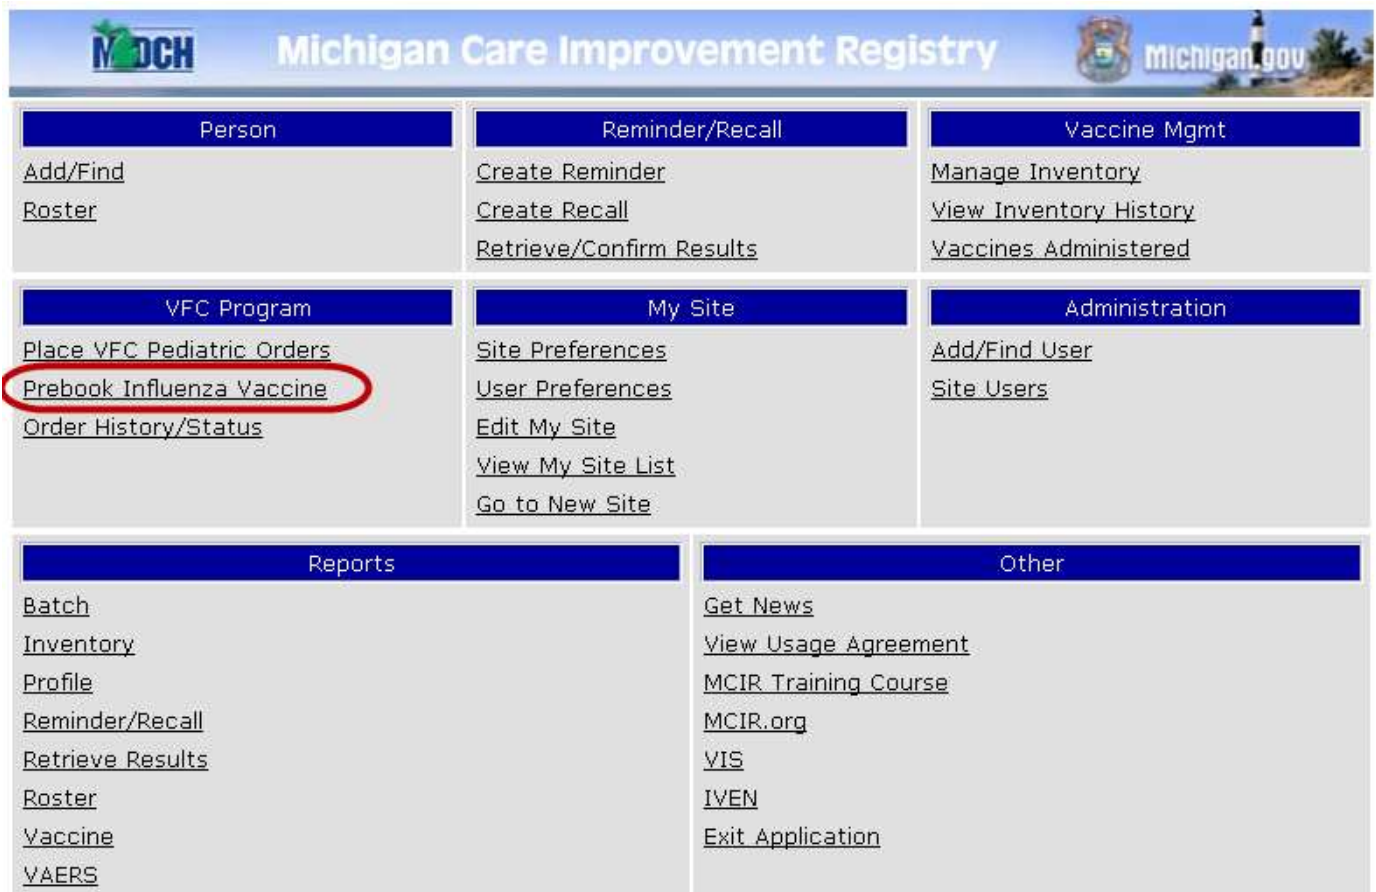 MDCH Michigan Care Improvement Registry Michigan.gov
Person
Add/Find
Roster
Reminder/Recall
Create Reminder
Create Recall
Retrieve/Confirm Results
Vaccine Mgmt
Manage Inventory
View Inventory History
Vaccines Administered
VFC Program
Place VFC Pediatric Orders
Prebook Influenza Vaccine
Order History/Status
My Site
Site Preferences
User Preferences
Edit My Site
View My Site List
Go to New Site
Administration
Add/Find User
Site Users
Reports
Batch
Inventory
Profile
Reminder/Recall
Retrieve Results
Roster
Vaccine
VAERS
Other
Get News
View Usage Agreement
MCIR Training Course
MCIR.org
VIS
IVEN
Exit Application